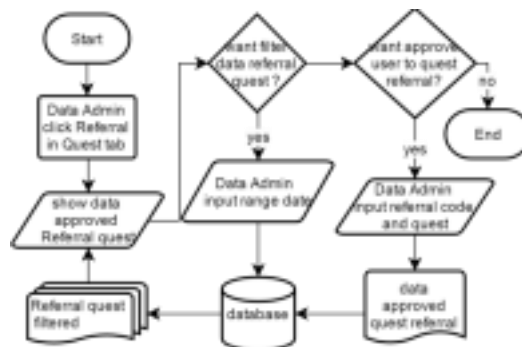 Start
Data Admin
click Referral
in Quest tab
show data
approved
Referral quest
Referral quest
filtered
want filter
data referral
quest ?
yes
Data Admin
input range date
database
want approve
user to quest
referral?
no
End
yes
Data Admin
Input referral code
and quest
data
approved
quest referral